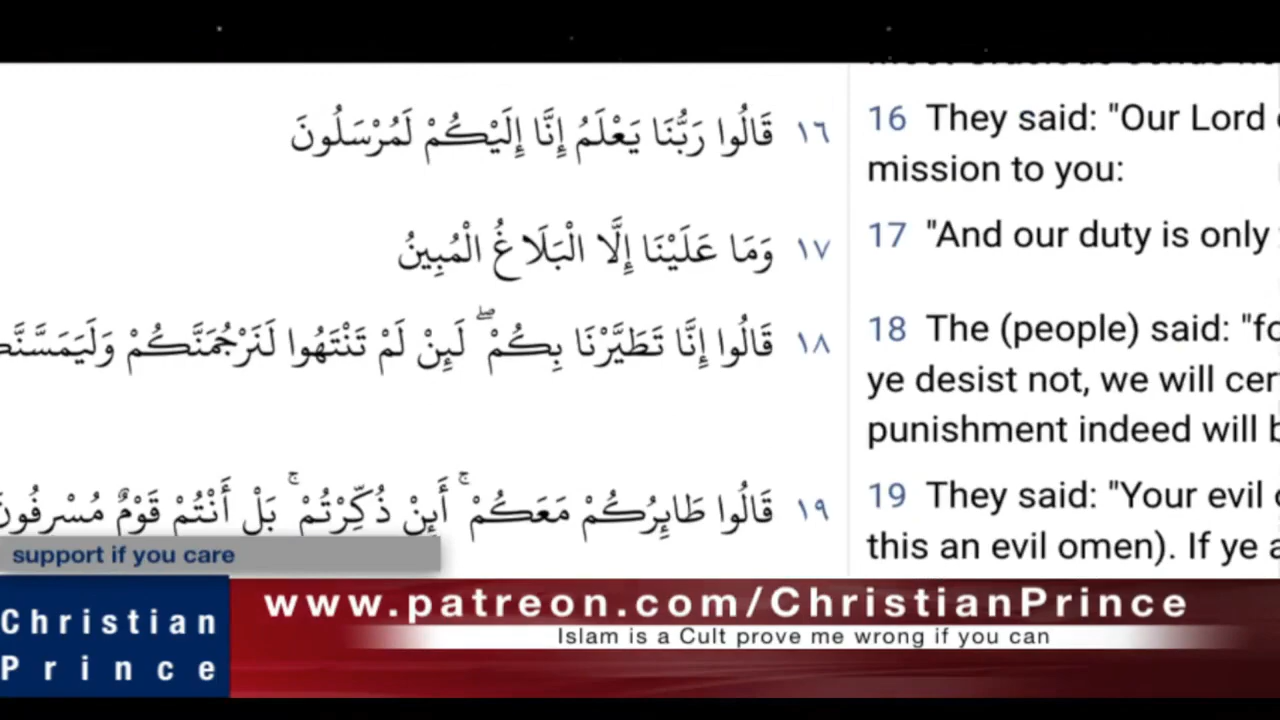 ١٦ قَالُوا رَبُّنَا يَعْلَمُ إِنَّا إِلَيْكُمْ لَمُرْسَلُونَ
١٧ وَمَا عَلَيْنَا إِلَّا الْبَلَاغُ الْمُبِينُ
١٨ قَالُوا إِنَّا تَطَيَّرْنَا بِكُمْ ۖ لَئِنْ لَمْ تَنْتَهُوا لَنَرْجُمَنَّكُمْ
١٩ قَالُوا طَائِرُكُمْ مَعَكُمْ ۚ أَئِنْ ذُكِّرْتُمْ ۚ بَلْ أَنْتُمْ قَوْمٌ مُسْرِفُونَ
16 They said: "Our Lord
mission to you:
17 "And our duty is only
18 The (people) said: "
ye desist not, we will
punishment indeed will
19 They said: "Your evil
this an evil omen). If ye
support if you care
Christian
Prince
www.patreon.com/ChristianPrince
Islam is a Cult prove me wrong if you can